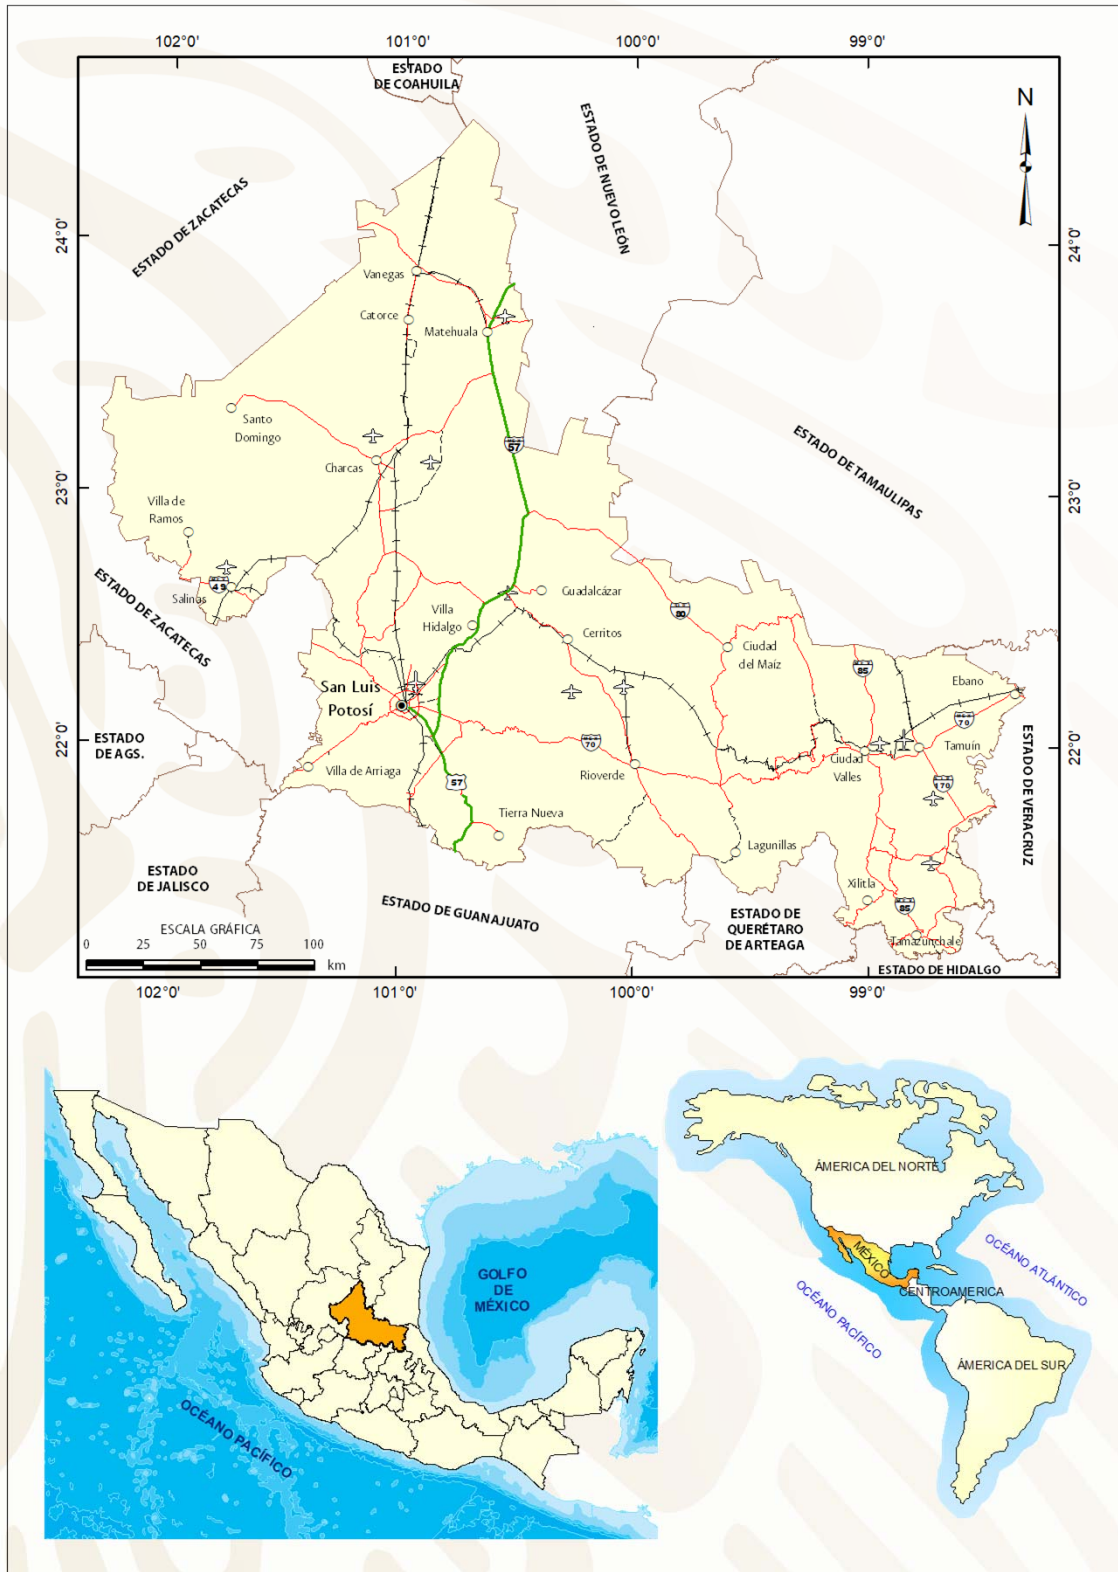 102°0'
101°0'
100°0'
99°0'
ESTADO
DE COAHUILA
N
ESTADO DE NUEVO LEÓN
ESTADO DE ZACATECAS
24°0'
24°0'
Vanegas
Catorce
Matehuala
Santo
Domingo
57
ESTADO DE TAMAULIPAS
Charcas
23°0'
23°0'
Villa de
Ramos
ESTADO DE ZACATECAS
49
Salinas
Guadalcázar
Villa
Hidalgo
80
Cerritos
Ciudad
del Maíz
85
Ebano
San Luis
Potosí
70
22°0'
22°0'
ESTADO
DE AGS.
70
Tamuín
Ciudad
Valles
Villa de Arriaga
Rioverde
57
170
ESTADO DE VERACRUZ
Tierra Nueva
Lagunillas
ESTADO
DE JALISCO
Xilitla
85
ESTADO DE GUANAJUATO
ESTADO DE
QUERÉTARO
DE ARTEAGA
ESCALA GRÁFICA
0 25 50 75 100
km
Tamazunchale
ESTADO DE HIDALGO
102°0'
101°0'
100°0'
99°0'
GOLFO
DE
MÉXICO
OCÉANO PACÍFICO
ÁMERICA DEL NORTE
MÉXICO
OCÉANO ATLÁNTICO
CENTROAMERICA
OCÉANO PACÍFICO
ÁMERICA DEL SUR